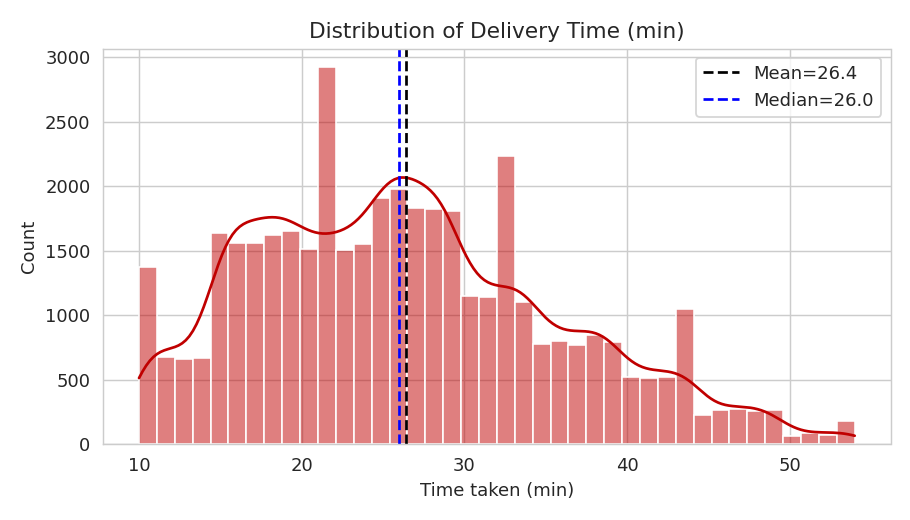 Distribution of Delivery Time (min)
Mean=26.4
Median=26.0
3000
2500
2000
1500
1000
500
0
Count
10 20 30 40 50
Time taken (min)